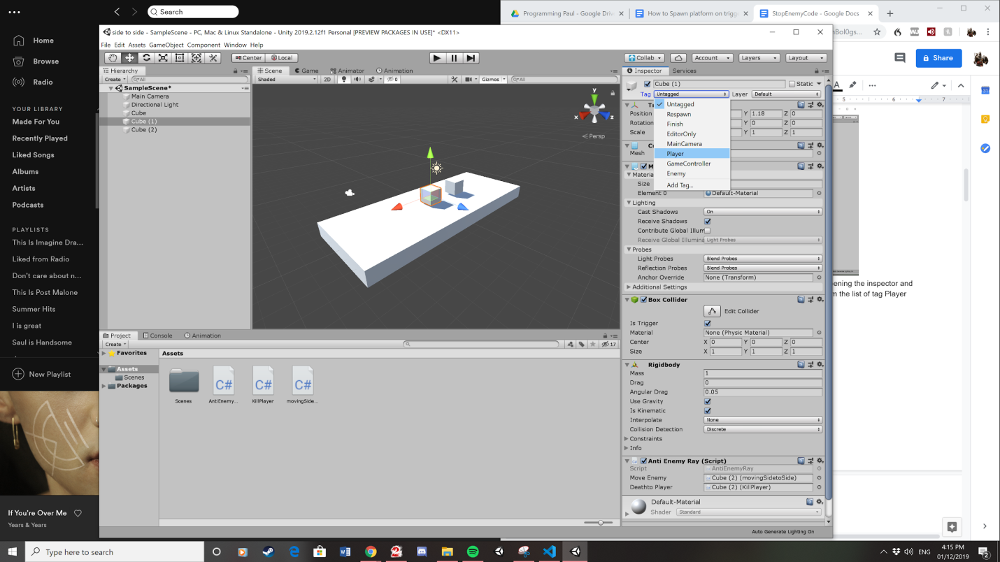 Search
Home
Browse
Radio
YOUR LIBRARY
Made For You
Recently Played
Liked Songs
Albums
Artists
Podcasts
PLAYLISTS
This Is Imagine Dra...
Liked from Radio
Don't care about n...
This Is Post Malone
Summer Hits
I is great
Saul is Handsome
New Playlist
If You're Over Me
Years & Years
Programming Paul - Google Driv
How to Spawn platform on trigg
StopEnemyCode - Google Docs
Share
side to side - SampleScene - PC, Mac & Linux Standalone - Unity 2019.2.12f1 Personal [PREVIEW PACKAGES IN USE]* <DX11>
File Edit Assets GameObject Component Window Help
Center Local
Collab Account Layers Layout
Hierarchy
Create All
SampleScene*
Main Camera
Directional Light
Cube
Cube (1)
Cube (2)
Scene Game Animator Animation
Shaded 2D 0 Gizmos All
y
x z
Persp
Inspector Services
Cube (1) Static
Tag Untagged Layer Default
Untagged
Respawn
Finish
EditorOnly
MainCamera
Player
GameController
Enemy
Add Tag...
Position Y 1.18 Z 0
Rotation Y 0 Z 0
Scale Y 1 Z 1
Mesh
Size
Element 0 Default-Material
Lighting
Cast Shadows On
Receive Shadows
Contribute Global Illum
Receive Global Illumina Light Probes
Probes
Light Probes Blend Probes
Reflection Probes Blend Probes
Anchor Override None (Transform)
Additional Settings
Box Collider
Edit Collider
Is Trigger
Material None (Physic Material)
Center X 0 Y 0 Z 0
Size X 1 Y 1 Z 1
Rigidbody
Mass 1
Drag 0
Angular Drag 0.05
Use Gravity
Is Kinematic
Interpolate None
Collision Detection Discrete
Constraints
Info
Anti Enemy Ray (Script)
Script AntiEnemyRay
Move Enemy Cube (2) (movingSidetoSide)
Deathto Player Cube (2) (KillPlayer)
Default-Material
Shader Standard
Auto Generate Lighting On
Project Console Animation
Create 17
Favorites
Assets
Scenes
Packages
Assets
C# C# C#
Scenes AntiEnemy... KillPlayer movingSide...
ening the inspector and
m the list of tag Player
Type here to search
ENG
4:15 PM
01/12/2019